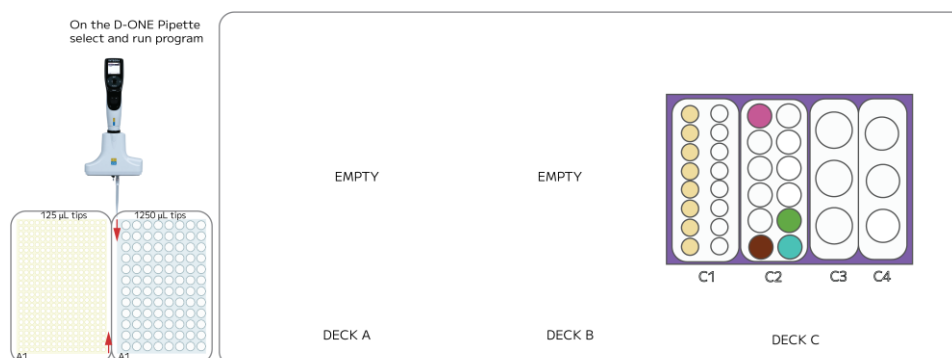 On the D-ONE Pipette
select and run program
125 µL tips
1250 µL tips
A1
A1
EMPTY
EMPTY
C1
C2
C3
C4
DECK A
DECK B
DECK C